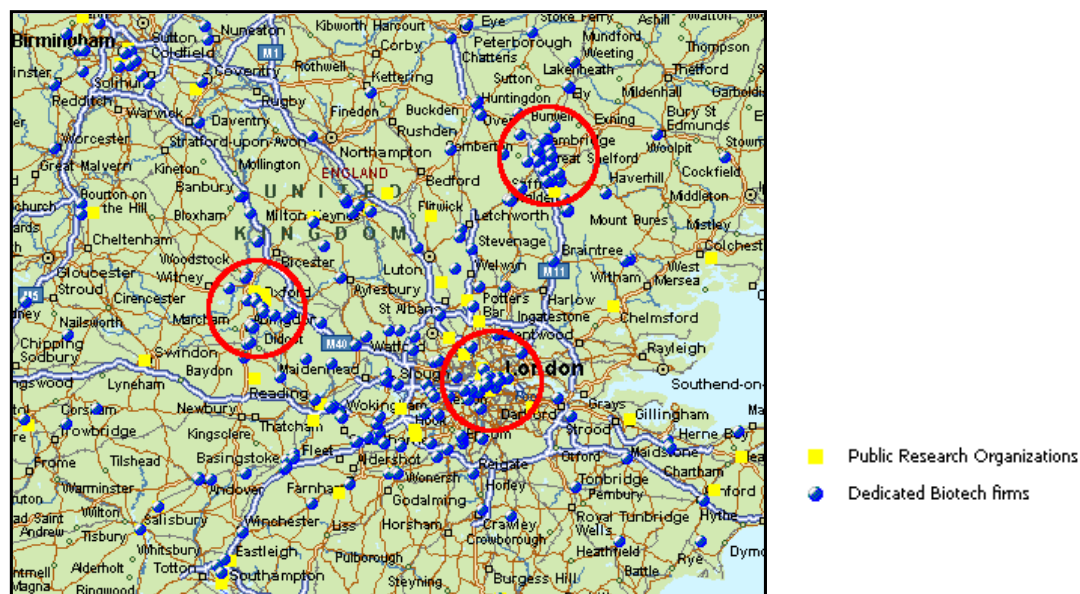 Kibworth Harcourt
Eye
Stoke Ferry
Ashill
Watton
Nuneaton
Sutton
Coldfield
Birmingham
M1
Corby
Peterborough
Mundford
Chatteris
Weeting
Thompson
Rothwell
Lakenheath
Coventry
Kettering
Sutton
Thetford
Solihull
Redditch
Rugby
Finedon
Buckden
Huntingdon
Ely
Mildenhall
Warwick
Daventry
Rushden
Burwell
Exning
Bury St
Edmunds
Worcester
Stratford-upon-Avon
Northampton
Woolpit
Great Malvern
Kineton
Mollington
ENGLAND
Great Shelford
Cockfield
Banbury
UNITED
Bedford
Haverhill
Bourton on
the Hill
Bloxham
Milton Keynes
Flitwick
Letchworth
Middleton
Mount Bures
Mistley
KINGDOM
Cheltenham
Stevenage
Braintree
Woodstock
Bicester
Luton
Welwyn
M11
Witham
West
Mersea
Gloucester
Witney
Stroud
Cirencester
Oxford
Aylesbury
Potters
Bar
Harlow
M5
St Albans
Ingatestone
Chelmsford
Nailsworth
Marcham
Abingdon
Chipping
Sodbury
Didcot
M40
Watford
Rayleigh
Swindon
London
Baydon
Maidenhead
Slough
Southend-on-
Lyneham
Reading
Grays
Newbury
Wokingham
Dartford
Gillingham
Corsham
Trowbridge
Thatcham
Strood
Herne Bay
Kingsclere
Frome
Tilshead
Basingstoke
Fleet
Aldershot
Reigate
Otford
Maidstone
Chartham
Warminster
Andover
Farnham
Wonersh
Horley
Tonbridge
Pembury
Godalming
Wilton
Salisbury
Winchester
Liss
Horsham
Crawley
Royal Tunbridge
Wells
Hythe
Tisbury
Crowborough
Whitsbury
Eastleigh
Pulborough
Heathfield
Rye
Alderholt
Totton
Southampton
Steyning
Burgess Hill
Battle
Ringwood
Public Research Organizations
Dedicated Biotech firms